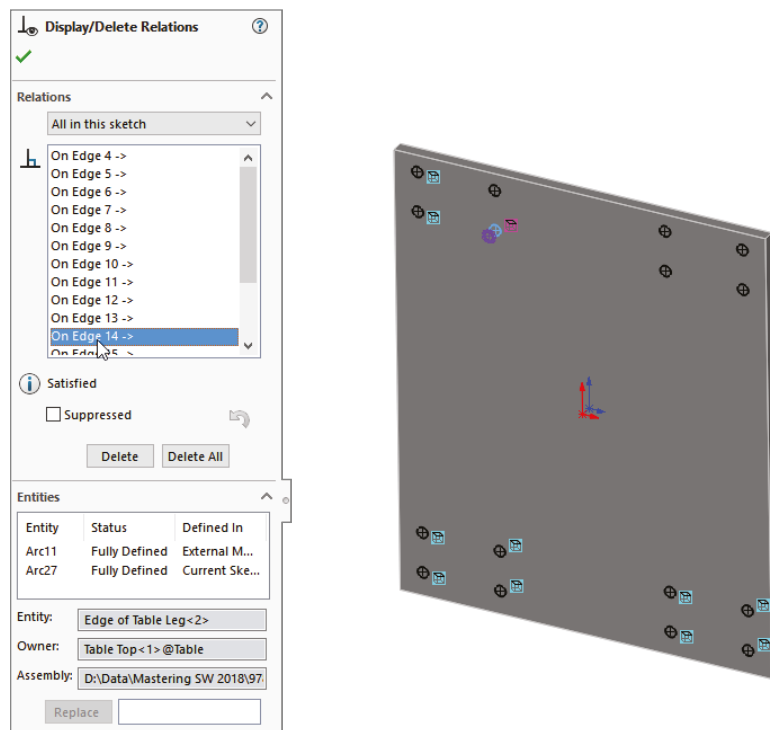 Display/Delete Relations
Relations
All in this sketch
On Edge 4 ->
On Edge 5 ->
On Edge 6 ->
On Edge 7 ->
On Edge 8 ->
On Edge 9 ->
On Edge 10 ->
On Edge 11 ->
On Edge 12 ->
On Edge 13 ->
On Edge 14 ->
On Edge 15 ->
Satisfied
Suppressed
Delete Delete All
Entities
Entity Status Defined In
Arc11 Fully Defined External M...
Arc27 Fully Defined Current Ske...
Entity: Edge of Table Leg<2>
Owner: Table Top<1>@Table
Assembly: D:\Data\Mastering SW 2018\97
Replace